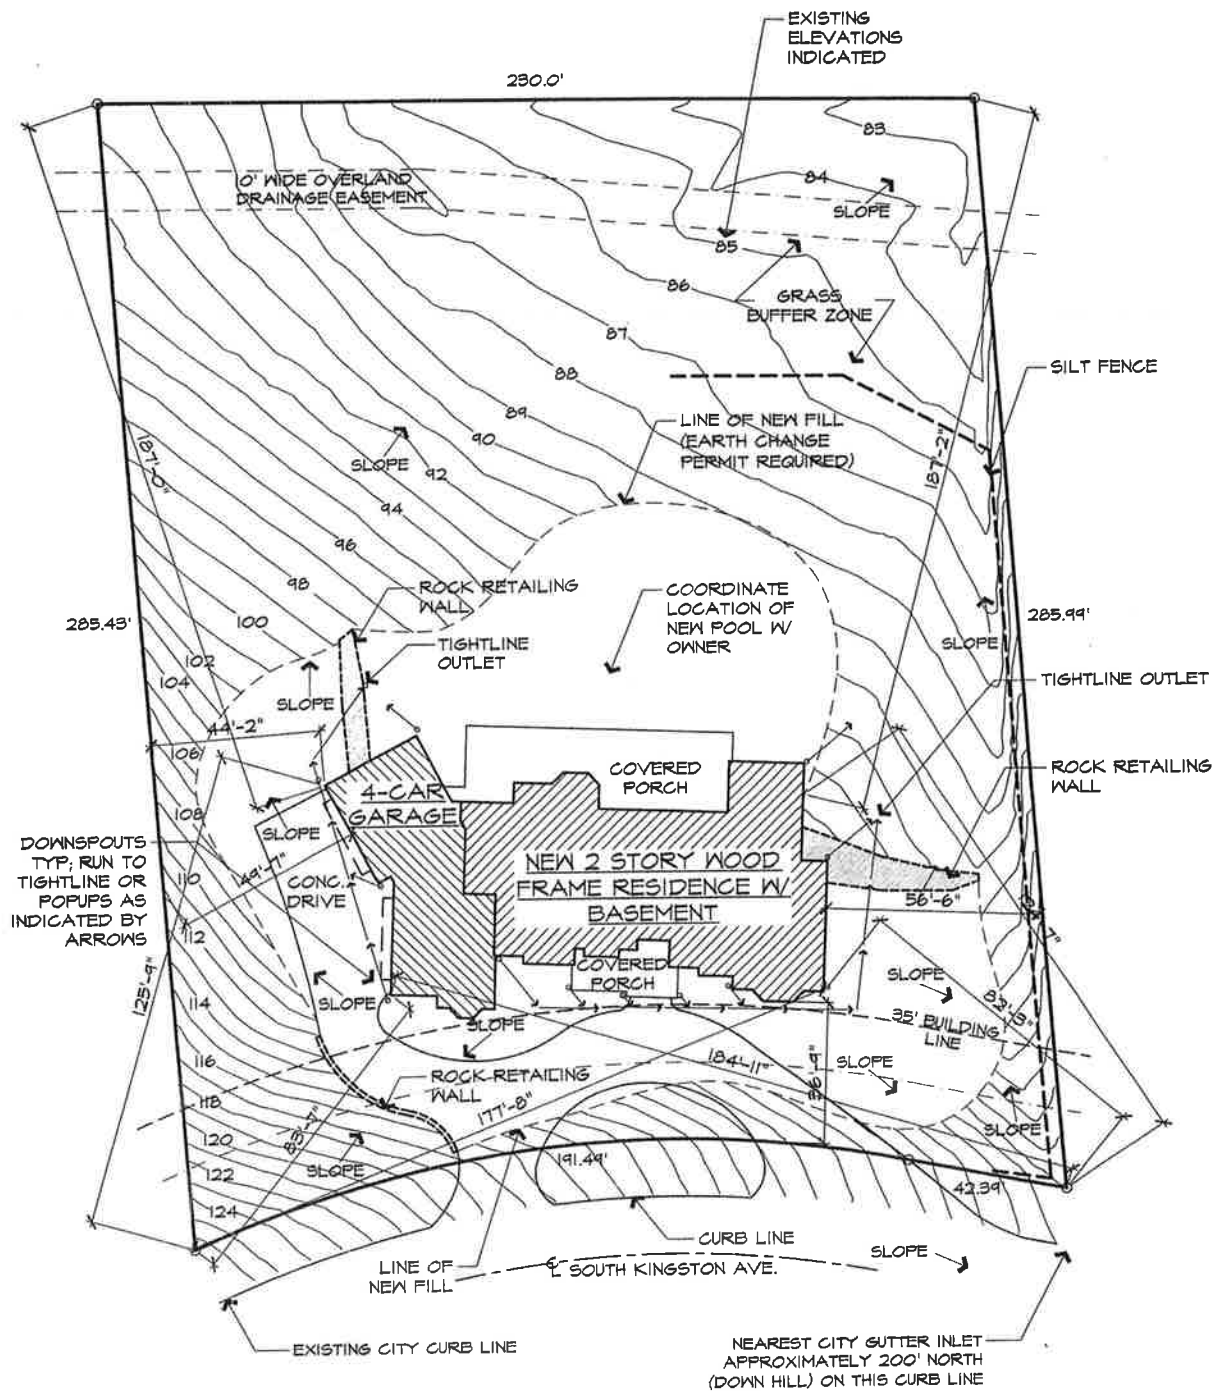 EXISTING
ELEVATIONS
INDICATED
230.0'
83
0' WIDE OVERLAND
DRAINAGE EASEMENT
84
SLOPE
85
86
GRASS
BUFFER ZONE
87
SILT FENCE
88
89
LINE OF NEW FILL
(EARTH CHANGE
PERMIT REQUIRED)
90
SLOPE
92
187'-0"
187'-2"
94
96
98
ROCK RETAILING
WALL
COORDINATE
LOCATION OF
NEW POOL W/
OWNER
285.43'
100
285.99'
TIGHTLINE
OUTLET
SLOPE
102
104
SLOPE
TIGHTLINE OUTLET
44'-2"
106
COVERED
PORCH
ROCK RETAILING
WALL
4-CAR
GARAGE
108
SLOPE
DOWNSPOUTS
TYP; RUN TO
TIGHTLINE OR
POPUPS AS
INDICATED BY
ARROWS
49'-7"
NEW 2 STORY WOOD
FRAME RESIDENCE W/
BASEMENT
110
CONC.
DRIVE
56'-6"
112
COVERED
PORCH
SLOPE
125'-9"
114
SLOPE
82'-3"
SLOPE
35' BUILDING
LINE
116
184'-11"
SLOPE
36'-9"
ROCK RETAILING
WALL
118
177'-8"
83'-7"
120
SLOPE
SLOPE
191.49'
122
42.39
124
CURB LINE
LINE OF
NEW FILL
SLOPE
SOUTH KINGSTON AVE.
EXISTING CITY CURB LINE
NEAREST CITY GUTTER INLET
APPROXIMATELY 200' NORTH
(DOWN HILL) ON THIS CURB LINE